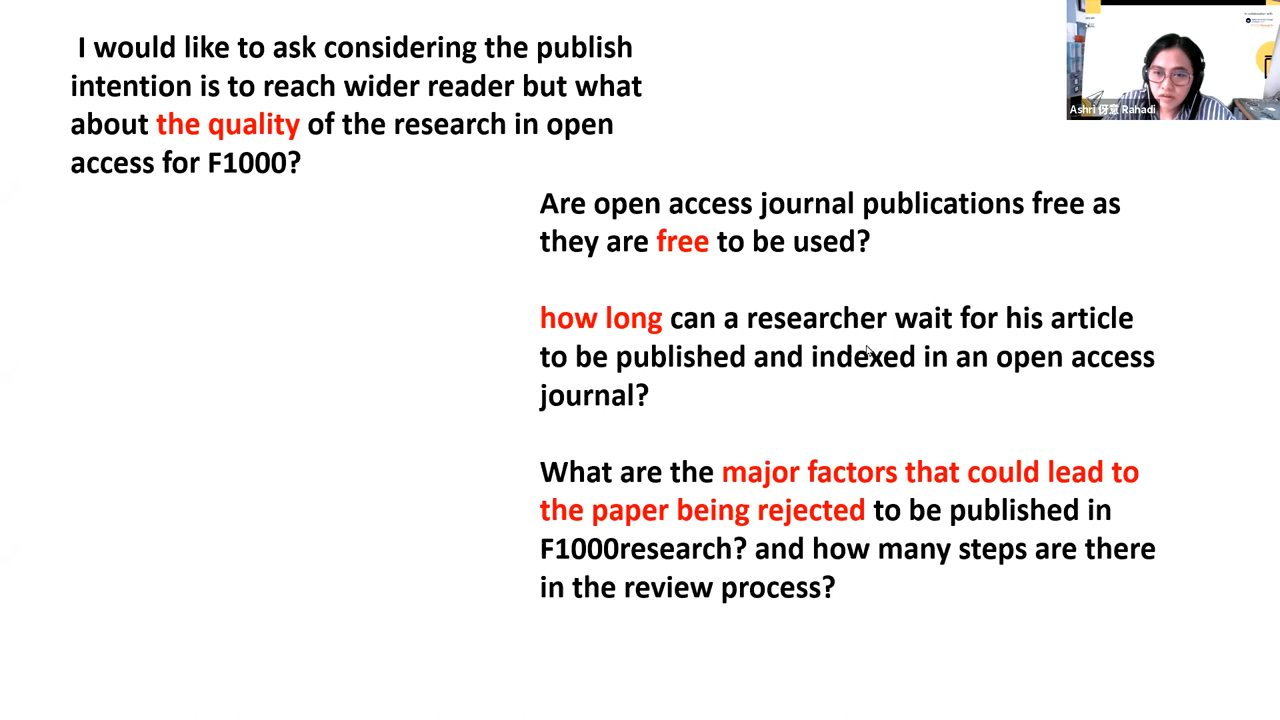 I would like to ask considering the publish
intention is to reach wider reader but what
about the quality of the research in open
access for F1000?
Ashri 伢意 Rahadi
Are open access journal publications free as
they are free to be used?
how long can a researcher wait for his article
to be published and indexed in an open access
journal?
What are the major factors that could lead to
the paper being rejected to be published in
F1000research? and how many steps are there
in the review process?